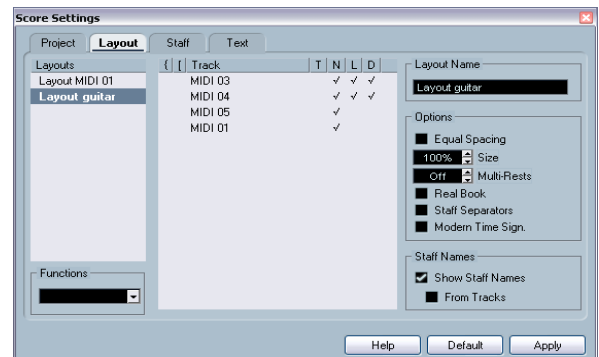 Score Settings
Project Layout Staff Text
Layouts
Layout MIDI 01
Layout guitar
Functions
{ [ Track T N L D
MIDI 03 ✓ ✓ ✓
MIDI 04 ✓ ✓ ✓
MIDI 05 ✓
MIDI 01 ✓
Layout Name
Layout guitar
Options
Equal Spacing
100% Size
Off Multi-Rests
Real Book
Staff Separators
Modern Time Sign.
Staff Names
Show Staff Names
From Tracks
Help Default Apply